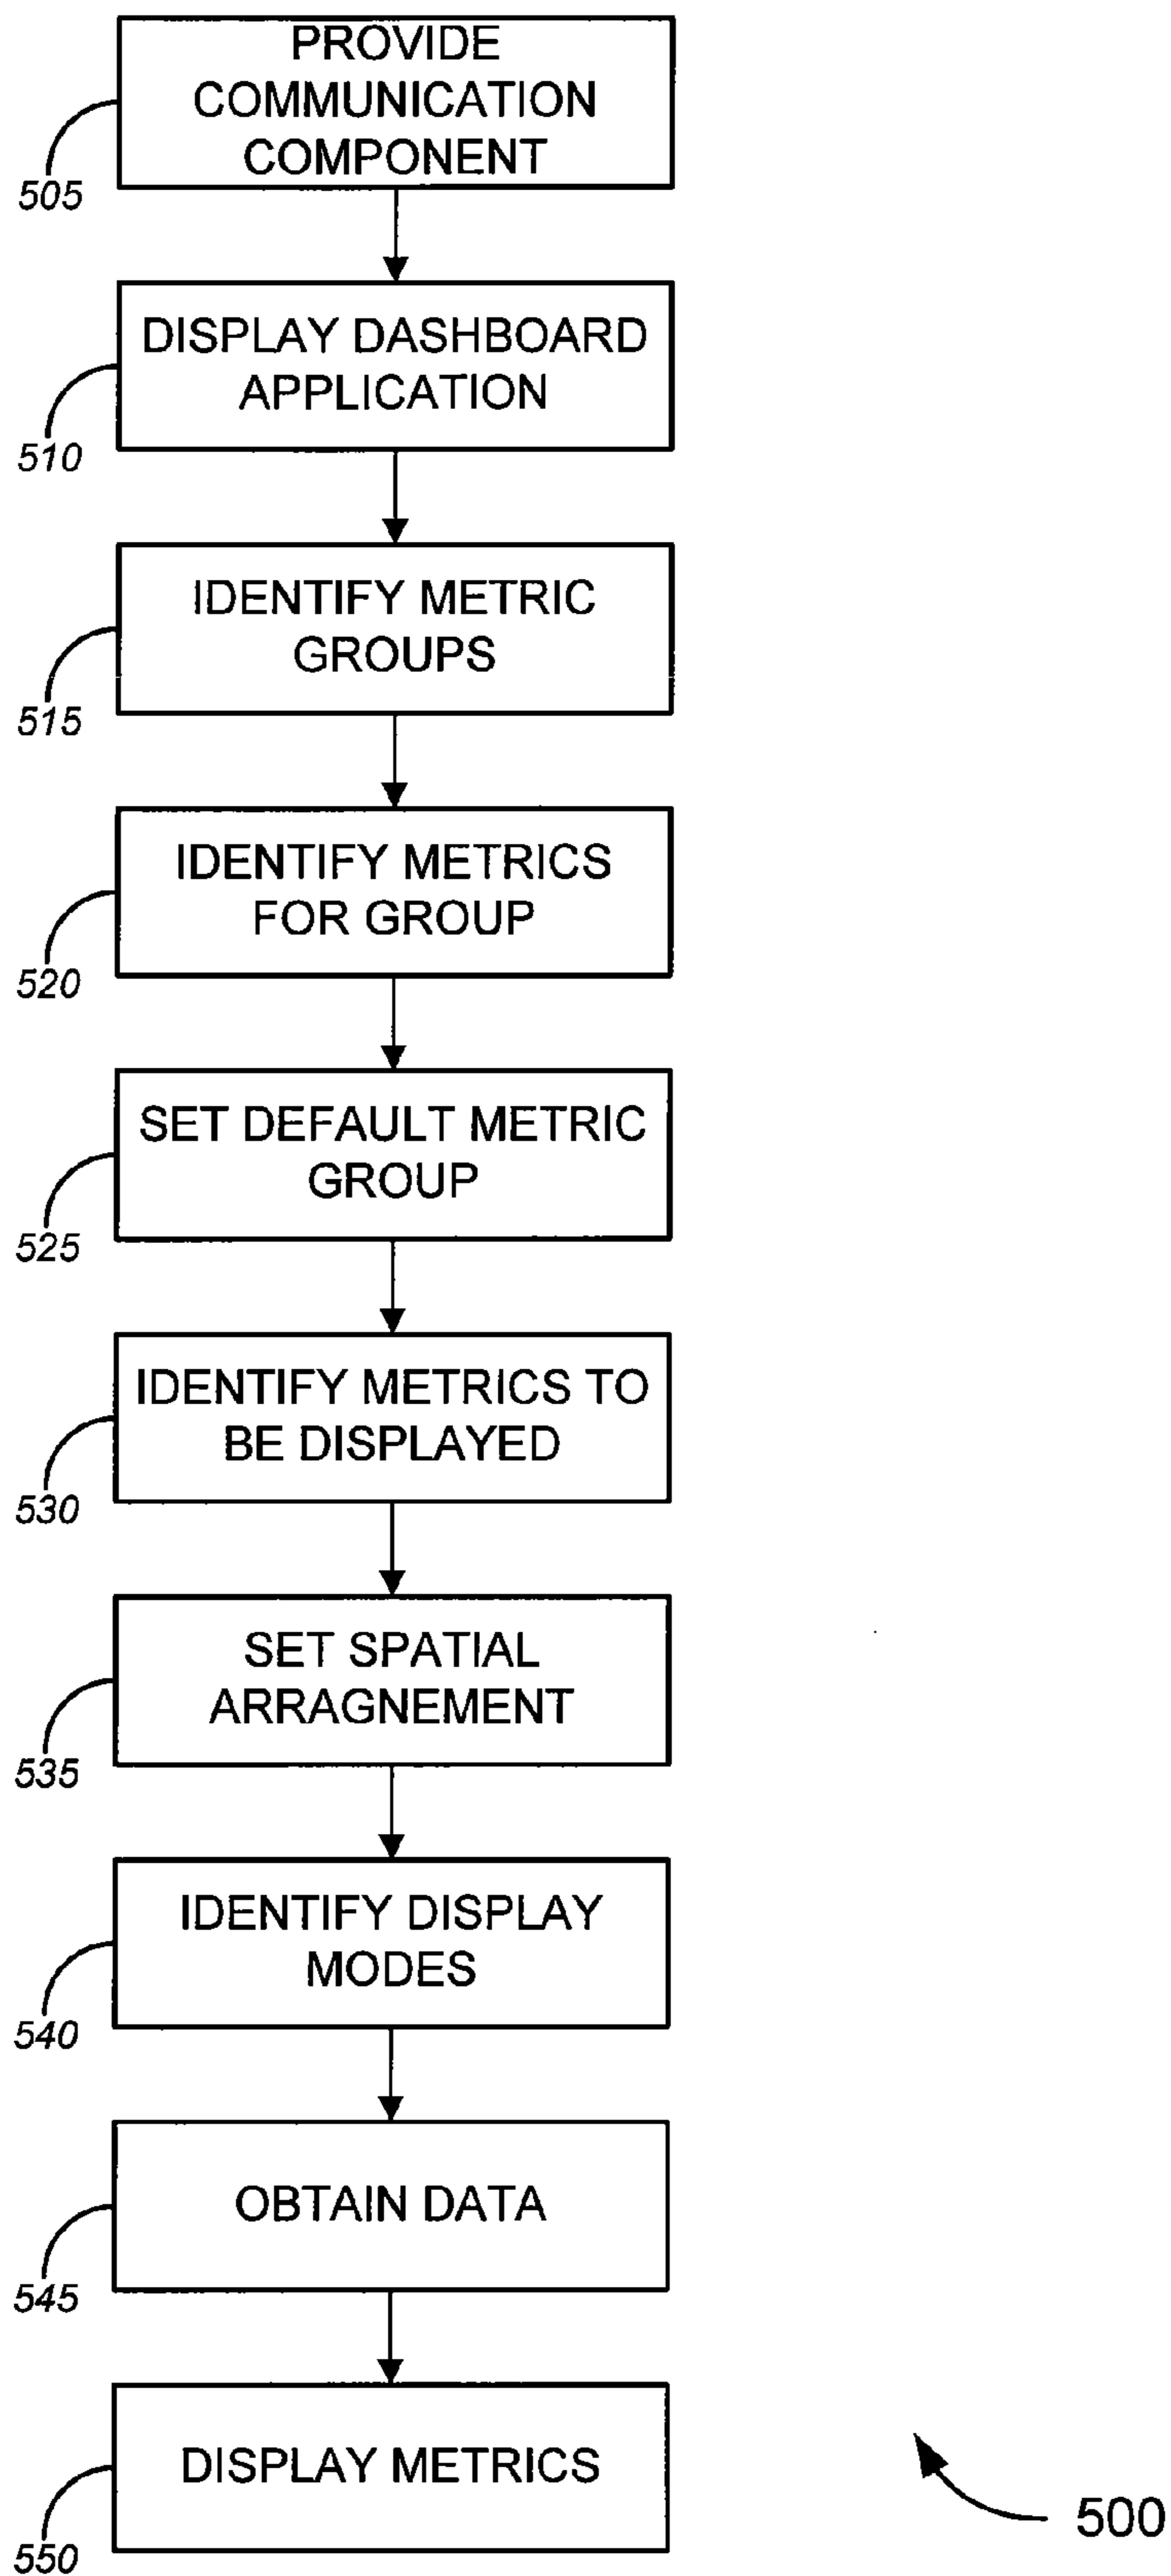 PROVIDE
COMMUNICATION
COMPONENT
505
DISPLAY DASHBOARD
APPLICATION
510
IDENTIFY METRIC
GROUPS
515
IDENTIFY METRICS
FOR GROUP
520
SET DEFAULT METRIC
GROUP
525
IDENTIFY METRICS TO
BE DISPLAYED
530
SET SPATIAL
ARRAGNEMENT
535
IDENTIFY DISPLAY
MODES
540
OBTAIN DATA
545
DISPLAY METRICS
550
500